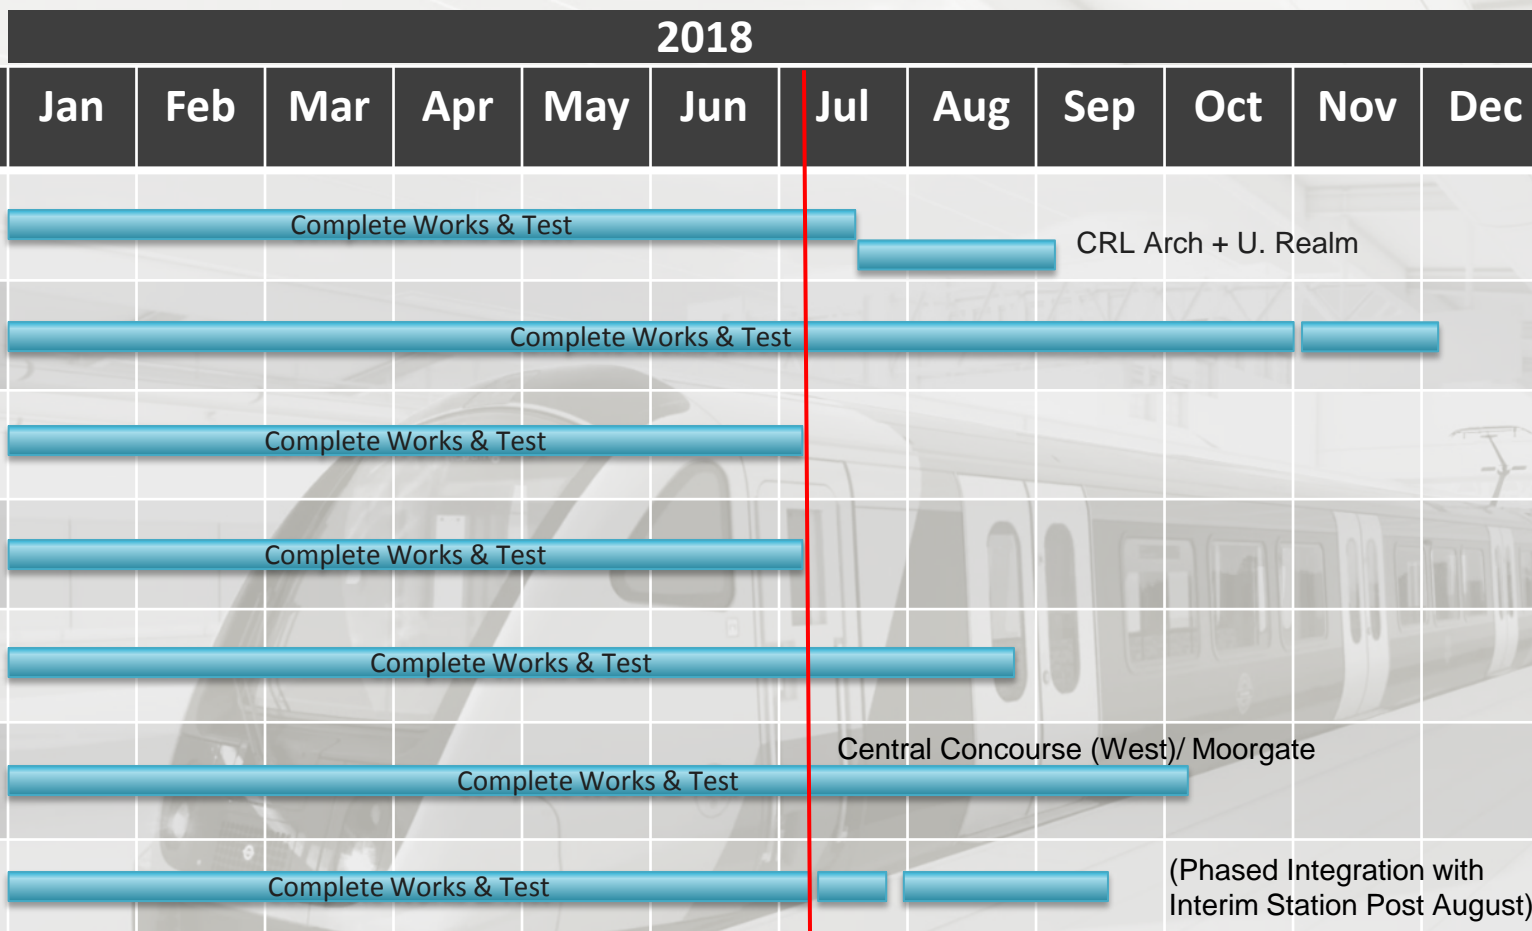 2018
Jan Feb Mar Apr May Jun Jul Aug Sep Oct Nov Dec
Complete Works & Test
CRL Arch + U. Realm
Complete Works & Test
Complete Works & Test
Complete Works & Test
Complete Works & Test
Central Concourse (West)/ Moorgate
Complete Works & Test
Complete Works & Test
(Phased Integration with
Interim Station Post August)